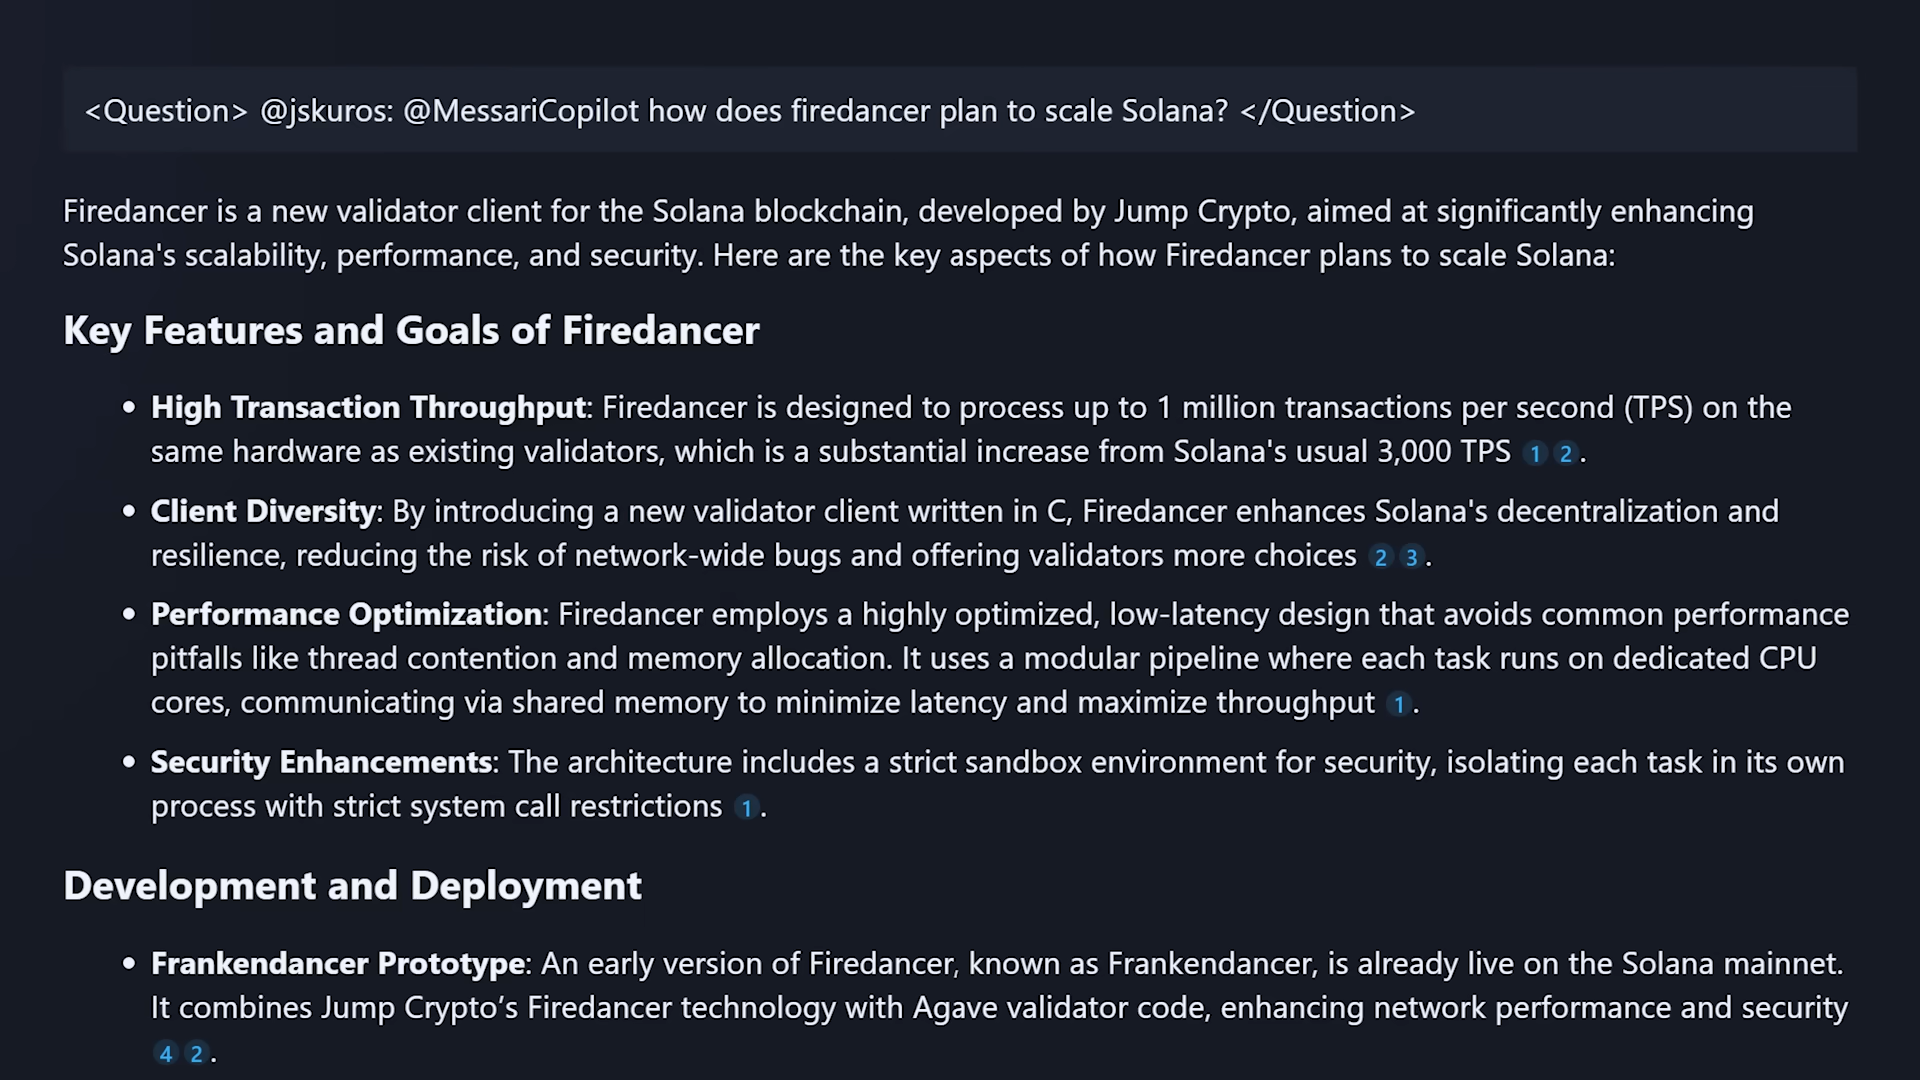 <Question> @jskuros: @MessariCopilot how does firedancer plan to scale Solana? </Question>
Firedancer is a new validator client for the Solana blockchain, developed by Jump Crypto, aimed at significantly enhancing
Solana's scalability, performance, and security. Here are the key aspects of how Firedancer plans to scale Solana:
Key Features and Goals of Firedancer
• High Transaction Throughput: Firedancer is designed to process up to 1 million transactions per second (TPS) on the
same hardware as existing validators, which is a substantial increase from Solana's usual 3,000 TPS 1 2.
• Client Diversity: By introducing a new validator client written in C, Firedancer enhances Solana's decentralization and
resilience, reducing the risk of network-wide bugs and offering validators more choices 2 3.
• Performance Optimization: Firedancer employs a highly optimized, low-latency design that avoids common performance
pitfalls like thread contention and memory allocation. It uses a modular pipeline where each task runs on dedicated CPU
cores, communicating via shared memory to minimize latency and maximize throughput 1.
• Security Enhancements: The architecture includes a strict sandbox environment for security, isolating each task in its own
process with strict system call restrictions 1.
Development and Deployment
• Frankendancer Prototype: An early version of Firedancer, known as Frankendancer, is already live on the Solana mainnet.
It combines Jump Crypto’s Firedancer technology with Agave validator code, enhancing network performance and security
4 2.